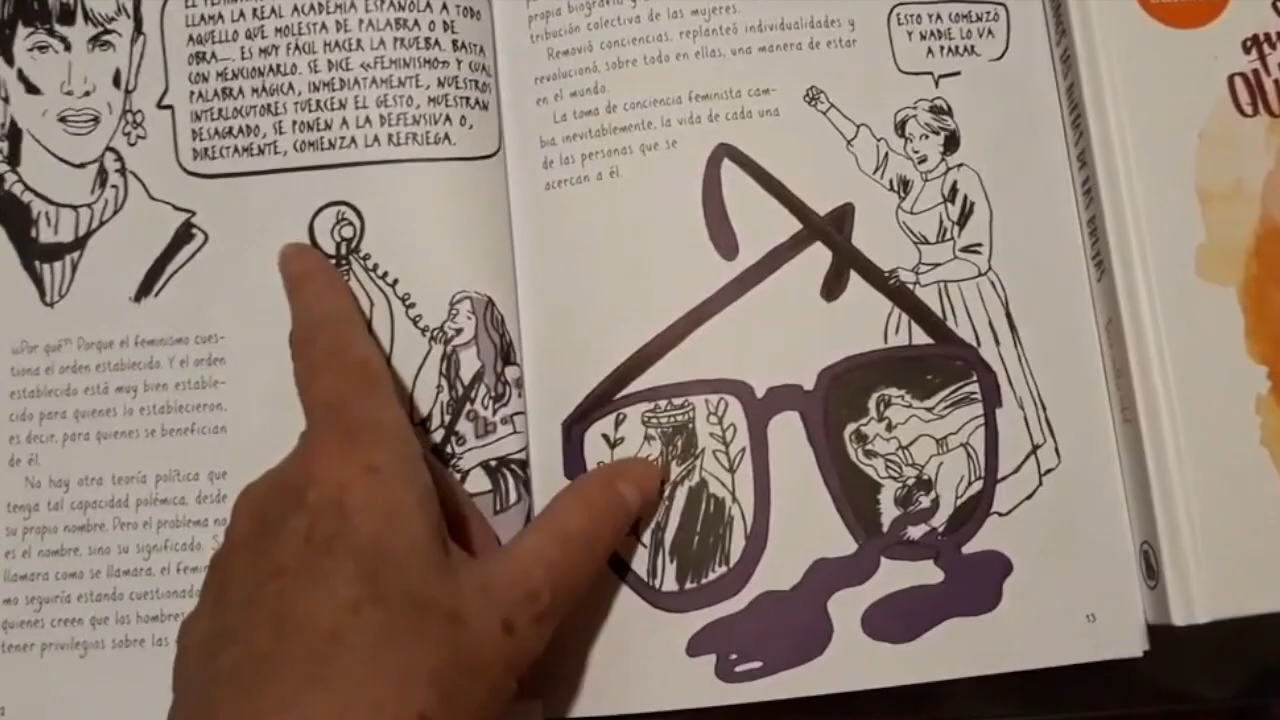 LLAMA LA REAL ACADEMIA ESPAÑOLA A TODO
AQUELLO QUE MOLESTA DE PALABRA O DE
OBRA... ES MUY FÁCIL HACER LA PRUEBA. BASTA
CON MENCIONARLO. SE DICE «FEMINISMO» Y CUAL
PALABRA MÁGICA, INMEDIATAMENTE, NUESTROS
INTERLOCUTORES TUERCEN EL GESTO, MUESTRAN
DESAGRADO, SE PONEN A LA DEFENSIVA O,
DIRECTAMENTE, COMIENZA LA REFRIEGA.
¿Por qué? Porque el feminismo cues-
tiona el orden establecido. Y el orden
establecido está muy bien estable-
cido para quienes lo establecieron,
es decir, para quienes se benefician
de él.
No hay otra teoría política que
tenga tal capacidad polémica, desde
su propio nombre. Pero el problema no
es el nombre, sino su significado. S
llamara como se llamara, el femin
mo seguiría estando cuestionado
quienes creen que los hombres
tener privilegios sobre las
propia biografía y
tribución colectiva de las mujeres.
Removió conciencias, replanteó individualidades y
revolucionó, sobre todo en ellas, una manera de estar
en el mundo.
La toma de conciencia feminista cam-
bia, inevitablemente, la vida de cada una
de las personas que se
acercan a él.
ESTO YA COMENZÓ
Y NADIE LO VA
A PARAR.
13